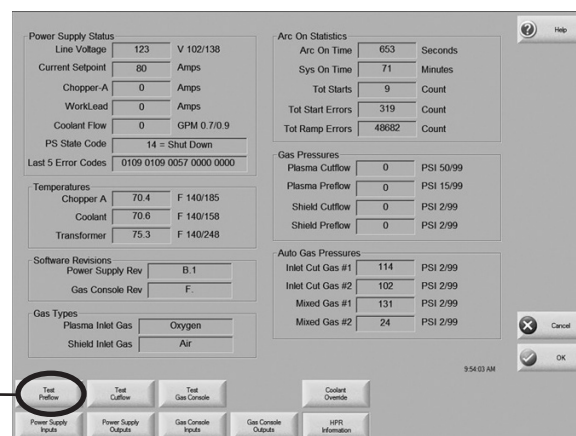 Power Supply Status
Line Voltage 123 V 102/138
Current Setpoint 80 Amps
Chopper-A 0 Amps
WorkLead 0 Amps
Coolant Flow 0 GPM 0.7/0.9
PS State Code 14 = Shut Down
Last 5 Error Codes 0109 0109 0057 0000 0000
Temperatures
Chopper A 70.4 F 140/185
Coolant 70.6 F 140/158
Transformer 75.3 F 140/248
Software Revisions
Power Supply Rev B.1
Gas Console Rev F.
Gas Types
Plasma Inlet Gas Oxygen
Shield Inlet Gas Air
Arc On Statistics
Arc On Time 653 Seconds
Sys On Time 71 Minutes
Tot Starts 9 Count
Tot Start Errors 319 Count
Tot Ramp Errors 48682 Count
Gas Pressures
Plasma Cutflow 0 PSI 50/99
Plasma Preflow 0 PSI 15/99
Shield Cutflow 0 PSI 2/99
Shield Preflow 0 PSI 2/99
Auto Gas Pressures
Inlet Cut Gas #1 114 PSI 2/99
Inlet Cut Gas #2 102 PSI 2/99
Mixed Gas #1 131 PSI 2/99
Mixed Gas #2 24 PSI 2/99
Help
Cancel
OK
9:54:03 AM
Test Preflow
Test Cutflow
Test Gas Console
Coolant Override
Power Supply Inputs
Power Supply Outputs
Gas Console Inputs
Gas Console Outputs
HPR Information